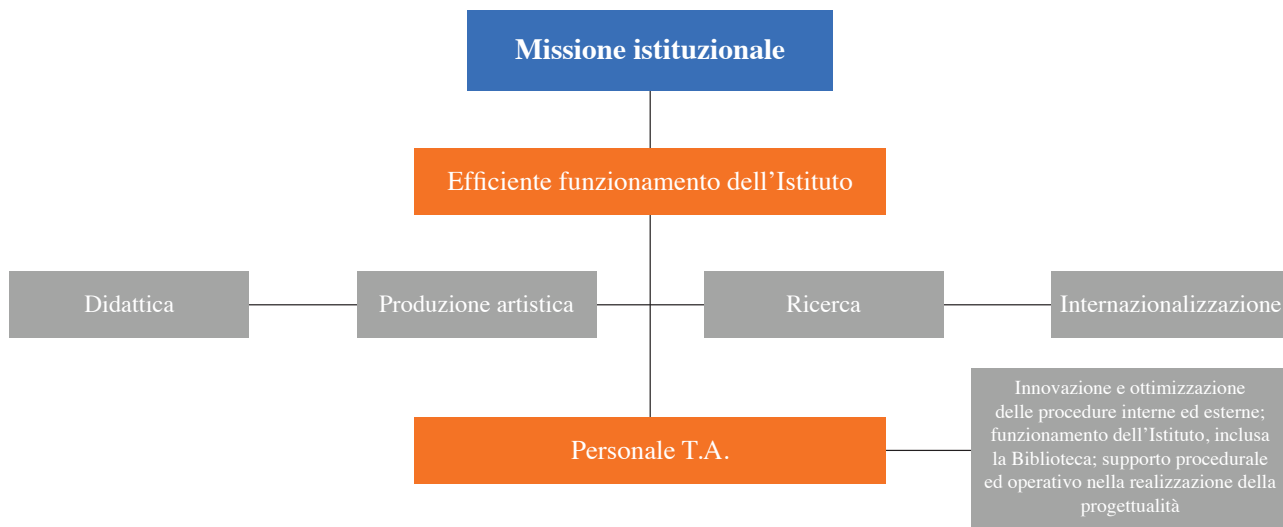 Missione istituzionale
Efficiente funzionamento dell’Istituto
Didattica
Produzione artistica
Ricerca
Internazionalizzazione
Personale T.A.
Innovazione e ottimizzazione
delle procedure interne ed esterne;
funzionamento dell’Istituto, inclusa
la Biblioteca; supporto procedurale
ed operativo nella realizzazione della
progettualità